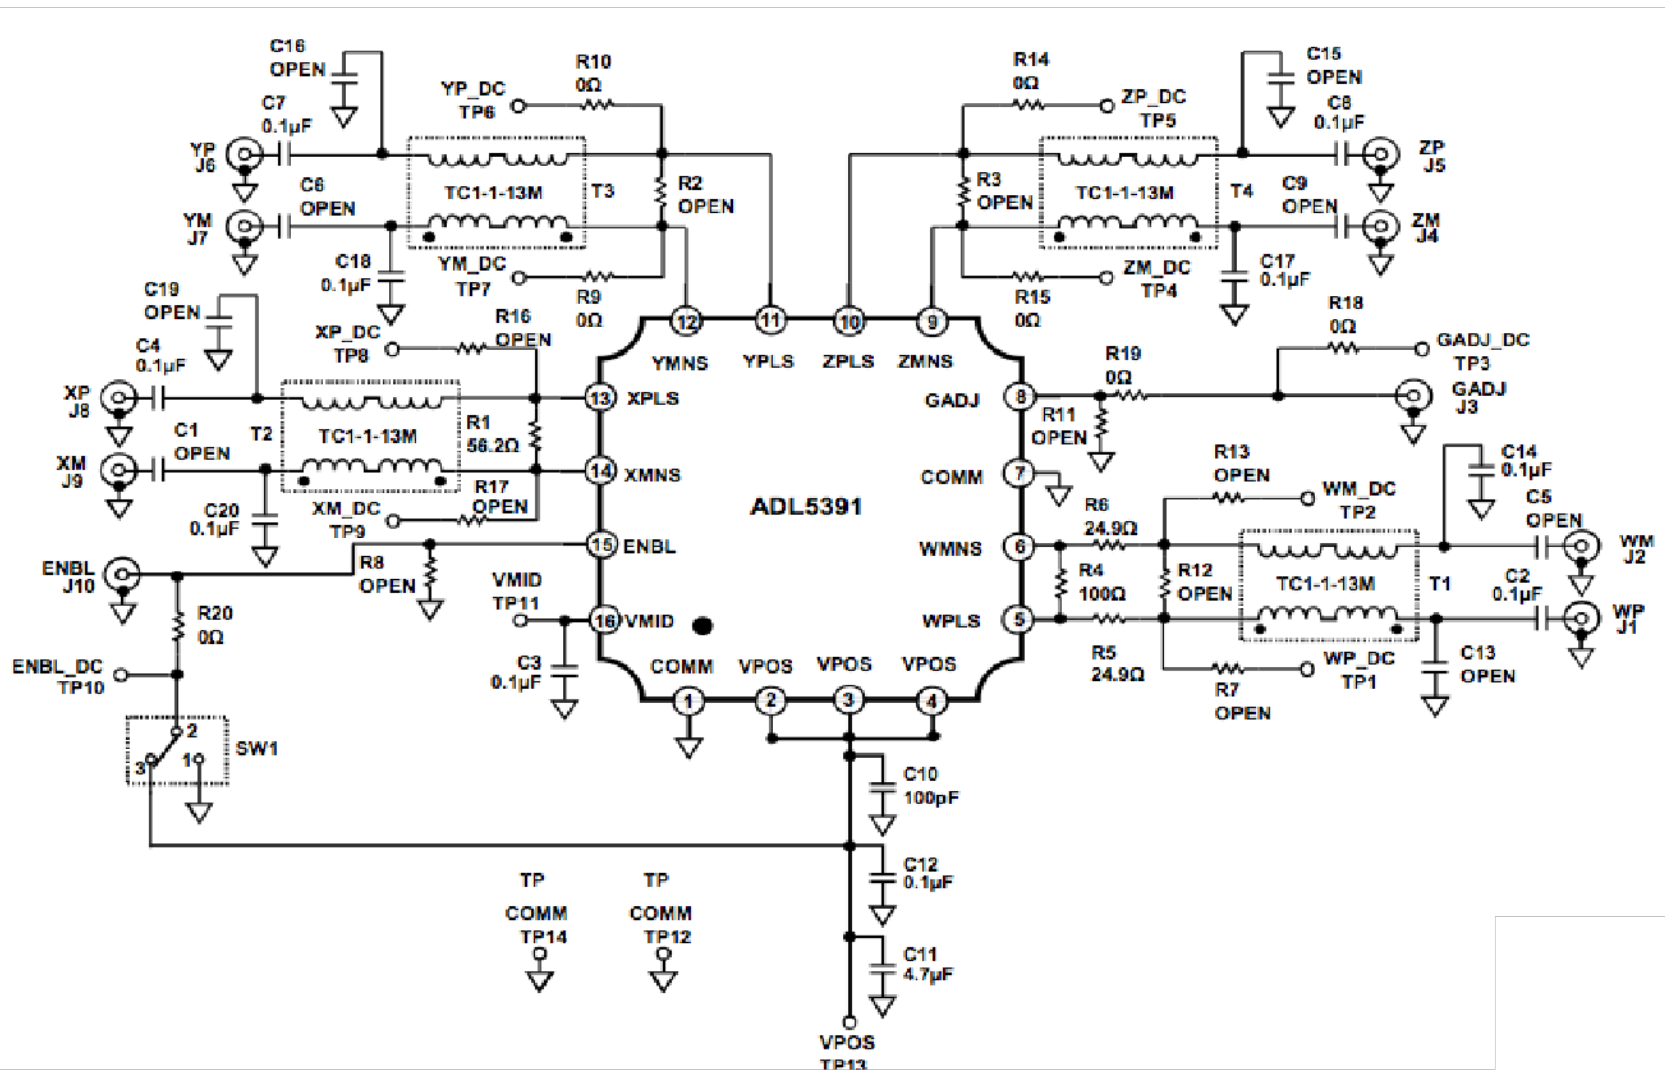 C16
OPEN
C7
0.1µF
YP
J6
C6
OPEN
YM
J7
C18
0.1µF
YP_DC
TP6
R10
0Ω
TC1-1-13M
T3
R2
OPEN
YM_DC
TP7
R9
0Ω
R14
0Ω
ZP_DC
TP5
C15
OPEN
C8
0.1µF
ZP
J5
R3
OPEN
TC1-1-13M
T4
C9
OPEN
ZM
J4
ZM_DC
TP4
R15
0Ω
C17
0.1µF
C19
OPEN
C4
0.1µF
XP
J8
XP_DC
TP8
R16
OPEN
T2
TC1-1-13M
R1
56.2Ω
C1
OPEN
XM
J9
C20
0.1µF
XM_DC
TP9
R17
OPEN
12
11
10
9
YMNS
YPLS
ZPLS
ZMNS
13
XPLS
14
XMNS
15
ENBL
16
VMID
ADL5391
GADJ
8
COMM
7
WMNS
6
WPLS
5
COMM
VPOS
VPOS
VPOS
1
2
3
4
R18
0Ω
GADJ_DC
TP3
R19
0Ω
R11
OPEN
GADJ
J3
R13
OPEN
WM_DC
TP2
C14
0.1µF
C5
OPEN
WM
J2
R6
24.9Ω
R4
100Ω
R12
OPEN
TC1-1-13M
T1
C2
0.1µF
WP
J1
R5
24.9Ω
R7
OPEN
WP_DC
TP1
C13
OPEN
ENBL
J10
R8
OPEN
R20
0Ω
VMID
TP11
C3
0.1µF
ENBL_DC
TP10
2
3
1
SW1
C10
100pF
C12
0.1µF
C11
4.7µF
TP
COMM
TP14
TP
COMM
TP12
VPOS
TP13